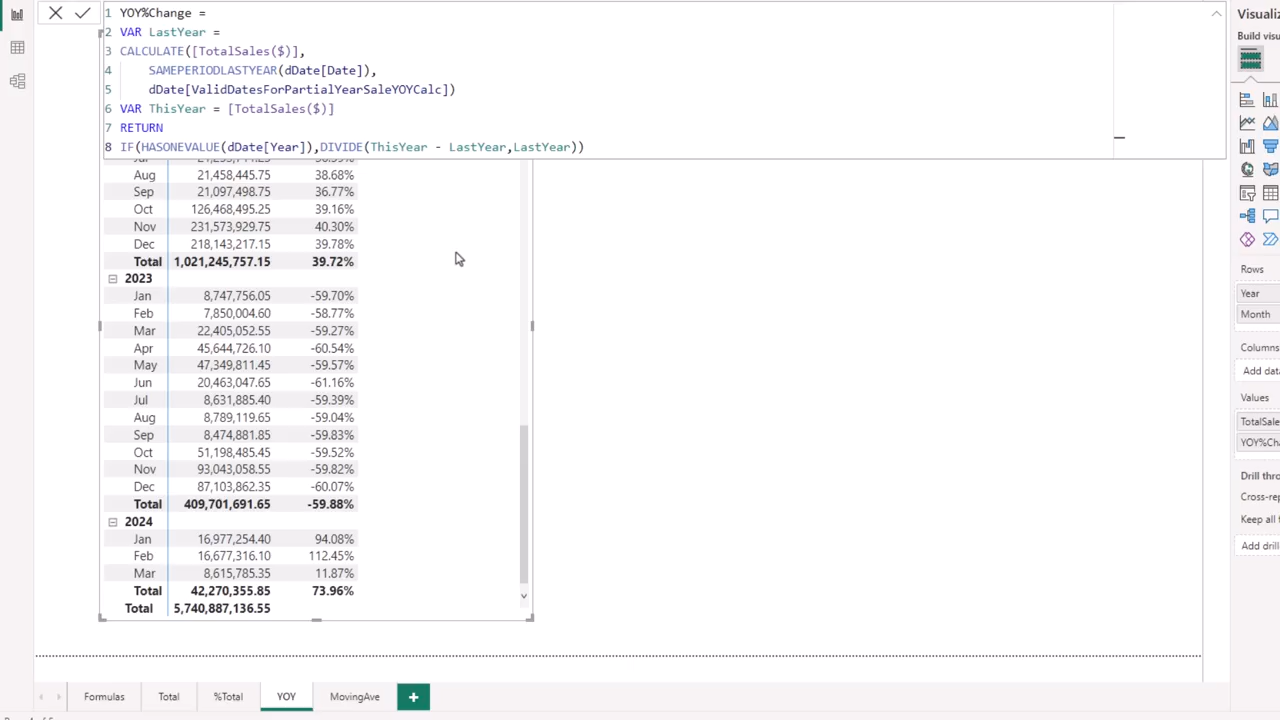 1 YOY%Change =
2 VAR LastYear =
3 CALCULATE([TotalSales($)],
4 SAMEPERIODLASTYEAR(dDate[Date]),
5 dDate[ValidDatesForPartialYearSaleYOYCalc])
6 VAR ThisYear = [TotalSales($)]
7 RETURN
8 IF(HASONEVALUE(dDate[Year]),DIVIDE(ThisYear - LastYear,LastYear))
Aug 21,458,445.75 38.68%
Sep 21,097,498.75 36.77%
Oct 126,468,495.25 39.16%
Nov 231,573,929.75 40.30%
Dec 218,143,217.15 39.78%
Total 1,021,245,757.15 39.72%
2023
Jan 8,747,756.05 -59.70%
Feb 7,850,004.60 -58.77%
Mar 22,405,052.55 -59.27%
Apr 45,644,726.10 -60.54%
May 47,349,811.45 -59.57%
Jun 20,463,047.65 -61.16%
Jul 8,631,885.40 -59.39%
Aug 8,789,119.65 -59.04%
Sep 8,474,881.85 -59.83%
Oct 51,198,485.45 -59.52%
Nov 93,043,058.55 -59.82%
Dec 87,103,862.35 -60.07%
Total 409,701,691.65 -59.88%
2024
Jan 16,977,254.40 94.08%
Feb 16,677,316.10 112.45%
Mar 8,615,785.35 11.87%
Total 42,270,355.85 73.96%
Total 5,740,887,136.55
Visualiz
Build visu
Rows
Year
Month
Columns
Add data
Values
TotalSale
YOY%Cha
Drill thro
Cross-rep
Keep all f
Add drill
Formulas
Total
%Total
YOY
MovingAve